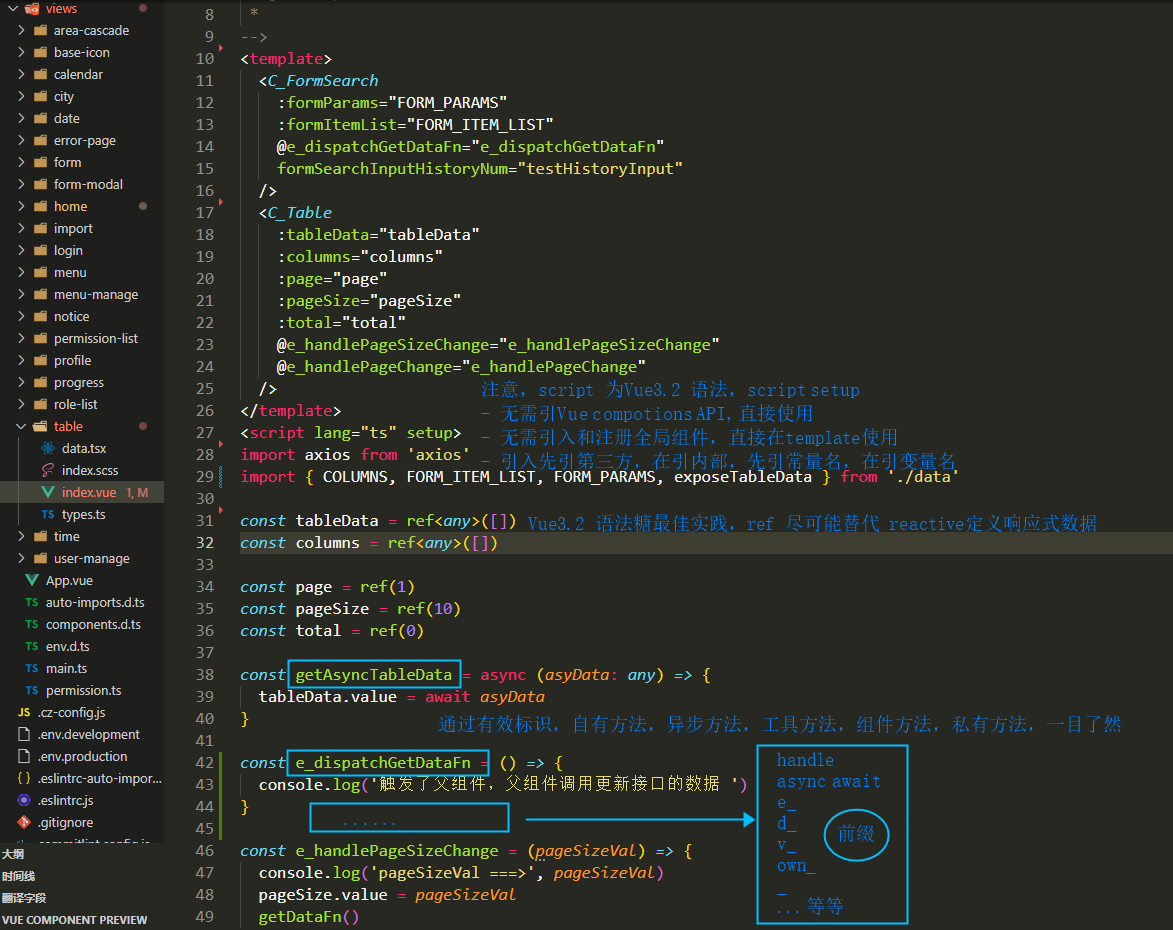 views
area-cascade
base-icon
calendar
city
date
error-page
form
form-modal
home
import
login
menu
menu-manage
notice
permission-list
profile
progress
role-list
table
data.tsx
index.scss
index.vue 1, M
TS types.ts
time
user-manage
App.vue
TS auto-imports.d.ts
TS components.d.ts
TS env.d.ts
TS main.ts
TS permission.ts
JS .cz-config.js
.env.development
.env.production
{ } .eslintrc-auto-impor...
.eslintrc.js
.gitignore
大纲
时间线
翻译字段
VUE COMPONENT PREVIEW
8 *
9 -->
10 <template>
11 <C_FormSearch
12 :formParams="FORM_PARAMS"
13 :formItemList="FORM_ITEM_LIST"
14 @e_dispatchGetDataFn="e_dispatchGetDataFn"
15 formSearchInputHistoryNum="testHistoryInput"
16 />
17 <C_Table
18 :tableData="tableData"
19 :columns="columns"
20 :page="page"
21 :pageSize="pageSize"
22 :total="total"
23 @e_handlePageSizeChange="e_handlePageSizeChange"
24 @e_handlePageChange="e_handlePageChange"
25 /> 注意，script 为Vue3.2 语法，script setup
26 </template> - 无需引Vue compotions API,直接使用
27 <script lang="ts" setup> - 无需引入和注册全局组件，直接在template使用
28 import axios from 'axios' - 引入先引第三方，在引内部，先引常量名，在引变量名
29 import { COLUMNS, FORM_ITEM_LIST, FORM_PARAMS, exposeTableData } from './data'
30
31 const tableData = ref<any>([]) Vue3.2 语法糖最佳实践，ref 尽可能替代 reactive定义响应式数据
32 const columns = ref<any>([])
33
34 const page = ref(1)
35 const pageSize = ref(10)
36 const total = ref(0)
37
38 const getAsyncTableData = async (asyData: any) => {
39 tableData.value = await asyData
40 }
通过有效标识，自有方法，异步方法，工具方法，组件方法，私有方法，一目了然
41
42 const e_dispatchGetDataFn = () => {
43 console.log('触发了父组件，父组件调用更新接口的数据 ')
44 }
......
45
46 const e_handlePageSizeChange = (pageSizeVal) => {
47 console.log('pageSizeVal ===>', pageSizeVal)
48 pageSize.value = pageSizeVal
49 getDataFn()
handle
async await
e_
d_
v_
own_
_
... 等等
前缀